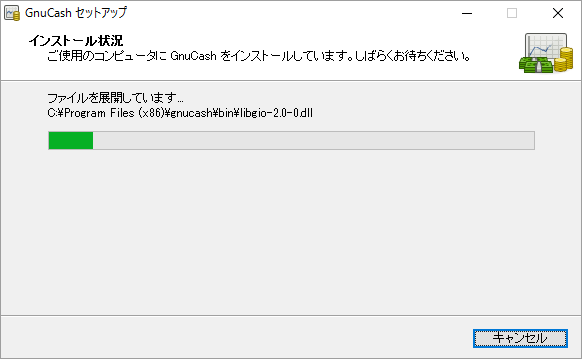 GnuCash セットアップ
インストール状況
ご使用のコンピュータに GnuCash をインストールしています。しばらくお待ちください。
ファイルを展開しています...
C:¥Program Files (x86)¥gnucash¥bin¥libgio-2.0-0.dll
キャンセル